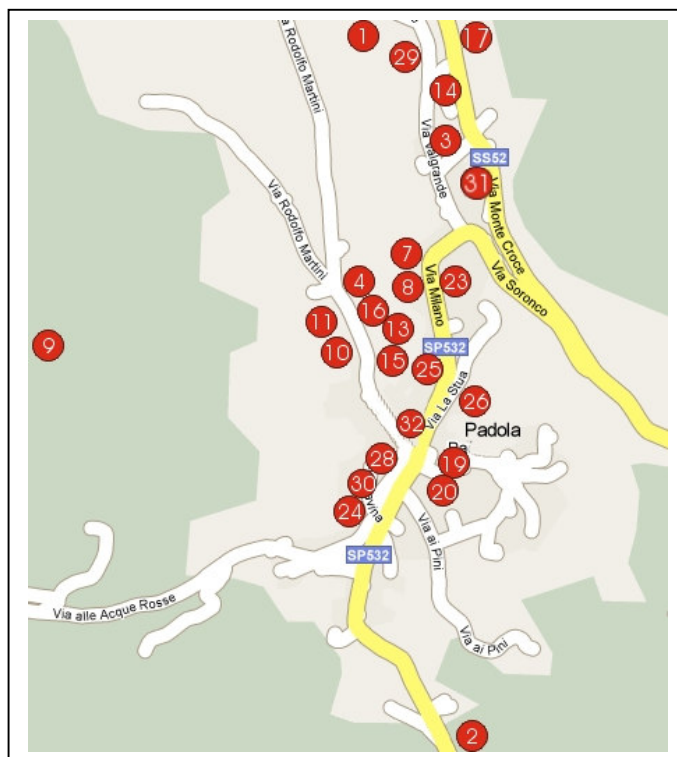 1
17
29
Via Rodolfo Martini
14
Via Valgrande
3
SS52
31
Via Monte Croce
Via Rodolfo Martini
7
4
8
23
Via Milano
Via Soronco
16
11
13
9
10
15
SP532
25
Via La Stua
26
32
Padola
28
19
30
20
24
Via ai Pini
SP532
Via alle Acque Rosse
Via ai Pini
2